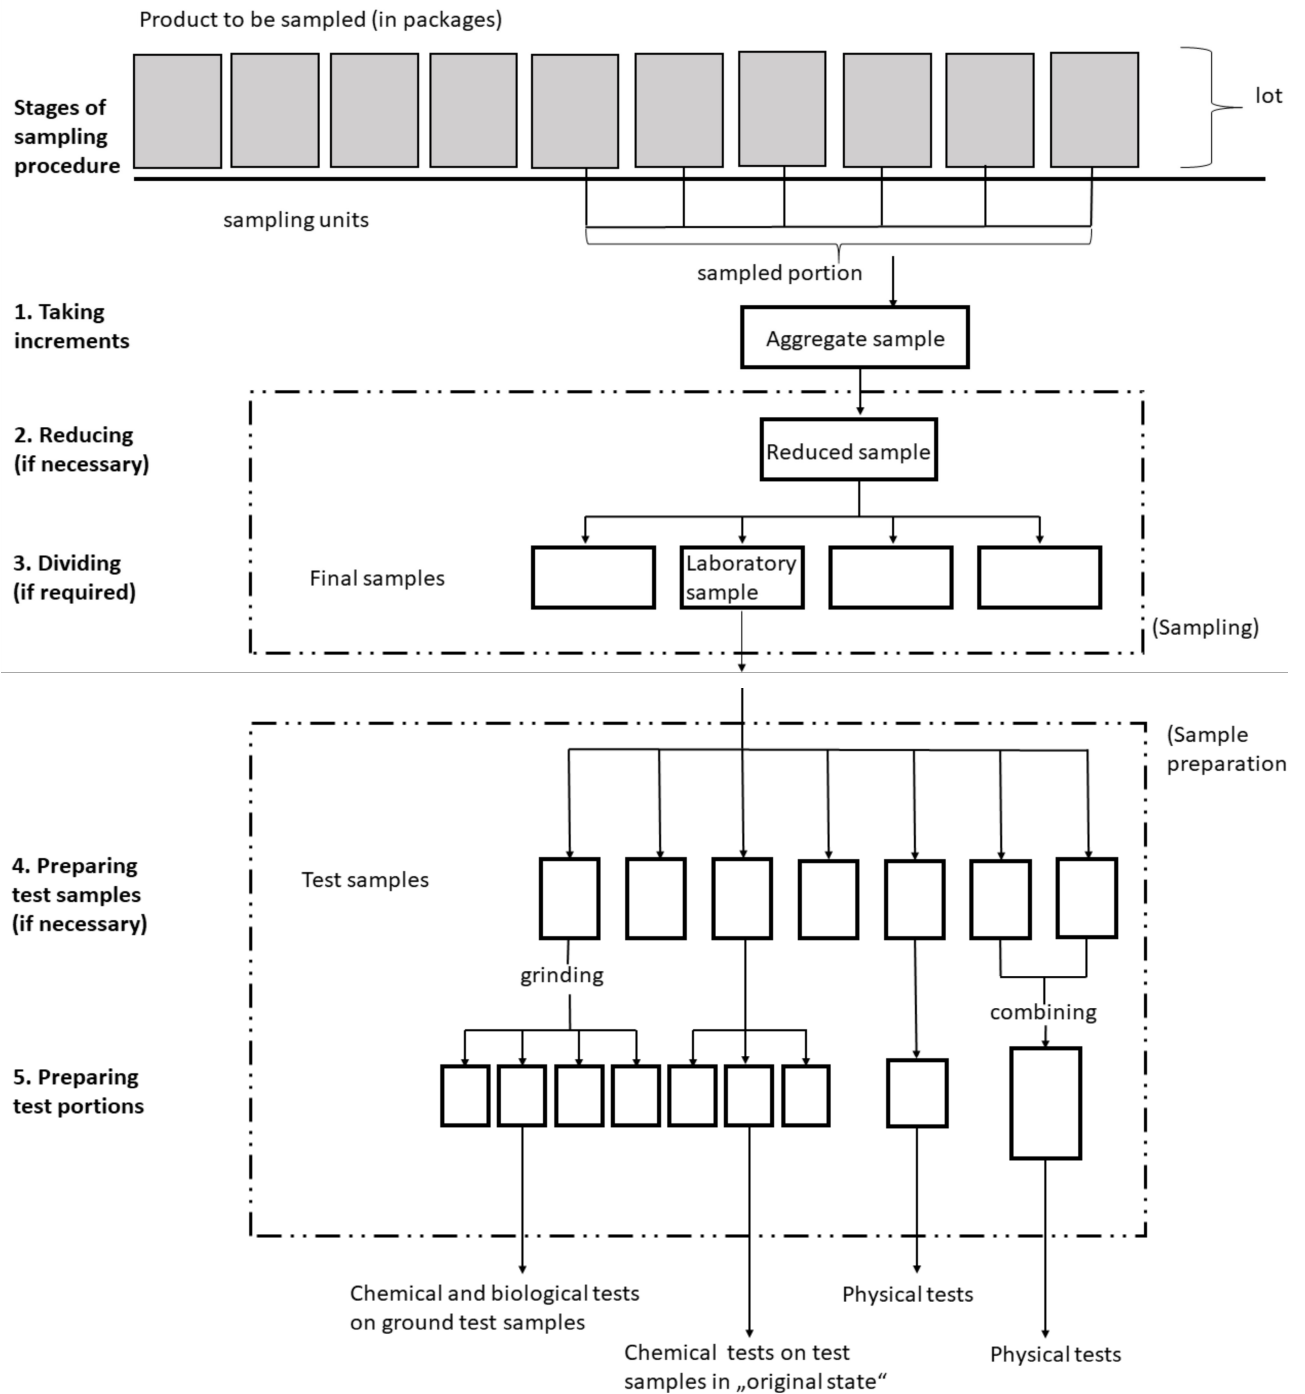 Product to be sampled (in packages)
Stages of
sampling
procedure
lot
sampling units
sampled portion
1. Taking
increments
Aggregate sample
2. Reducing
(if necessary)
Reduced sample
3. Dividing
(if required)
Final samples
Laboratory
sample
(Sampling)
(Sample
preparation
4. Preparing
test samples
(if necessary)
Test samples
grinding
combining
5. Preparing
test portions
Chemical and biological tests
on ground test samples
Physical tests
Chemical  tests on test
samples in „original state“
Physical tests